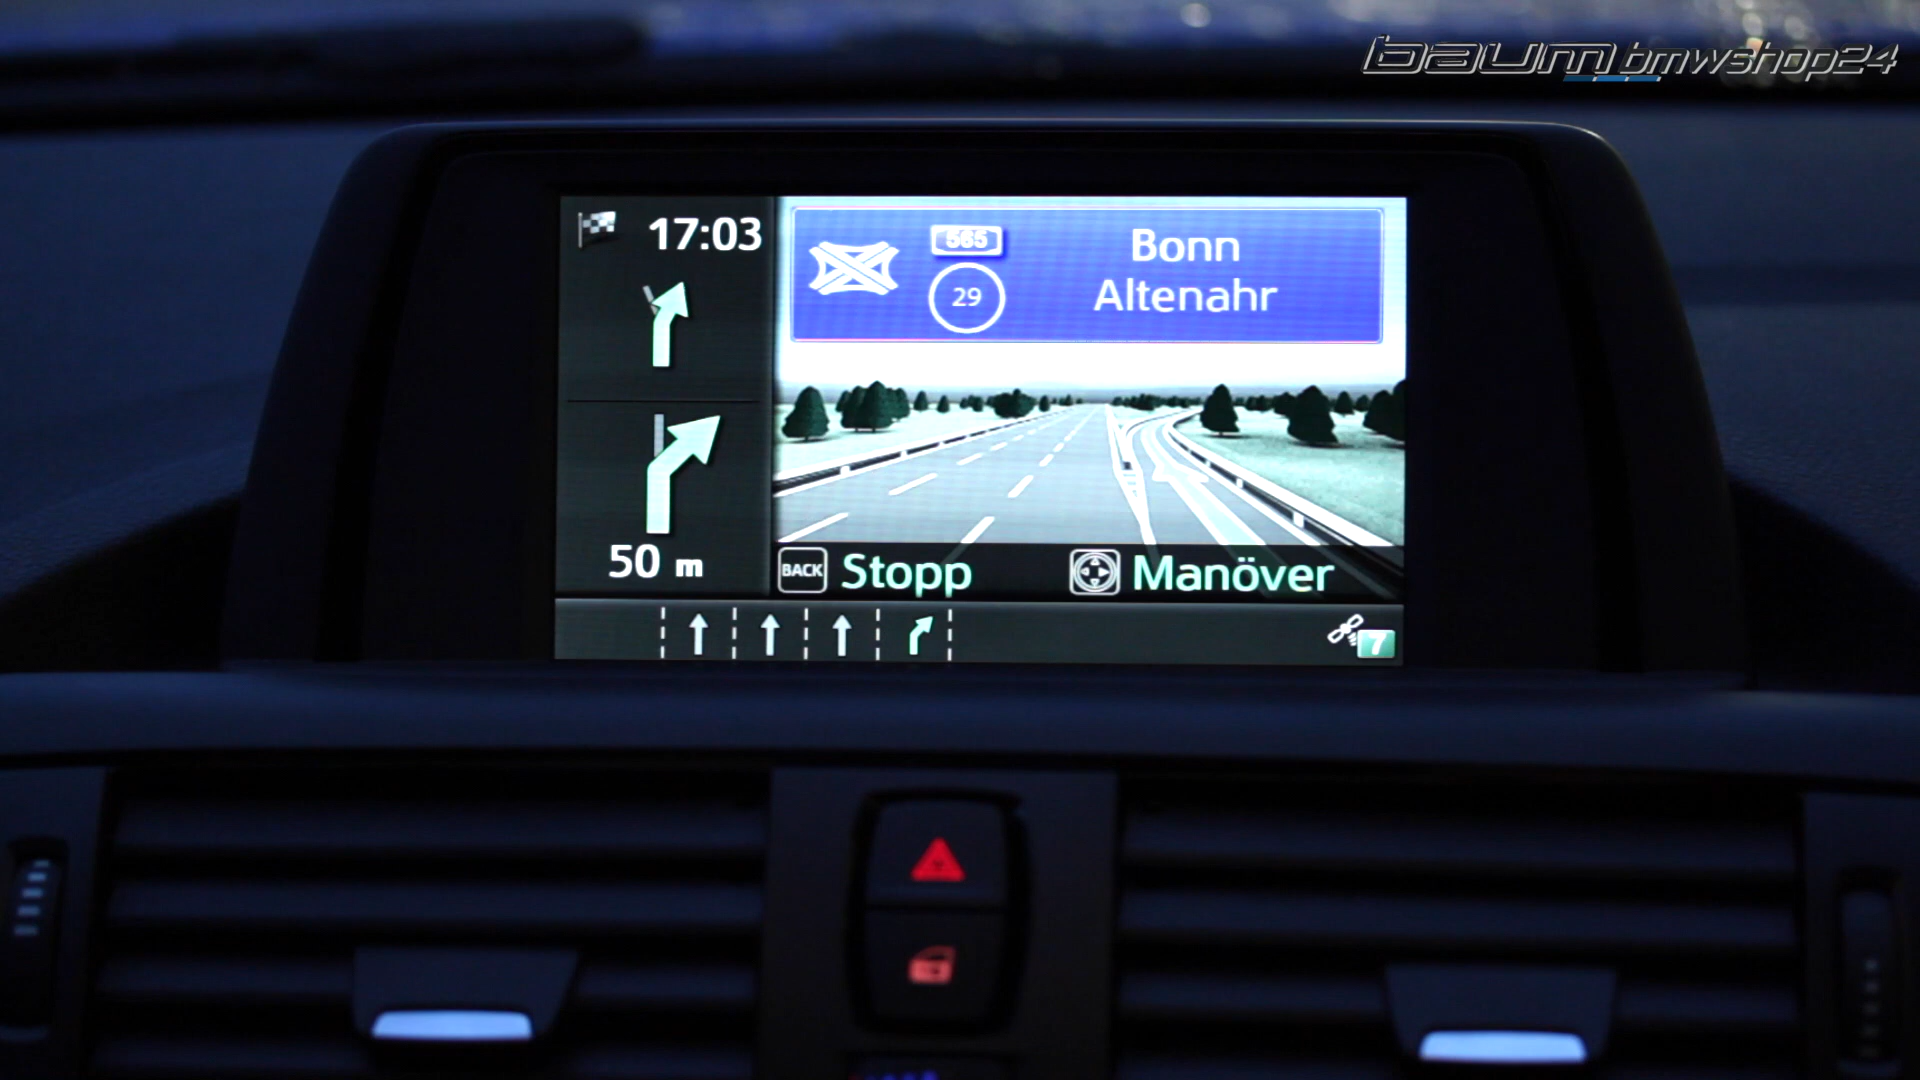 baum bmwshop24
17:03
565
29
Bonn
Altenahr
50 m
BACK Stopp
Manöver
7